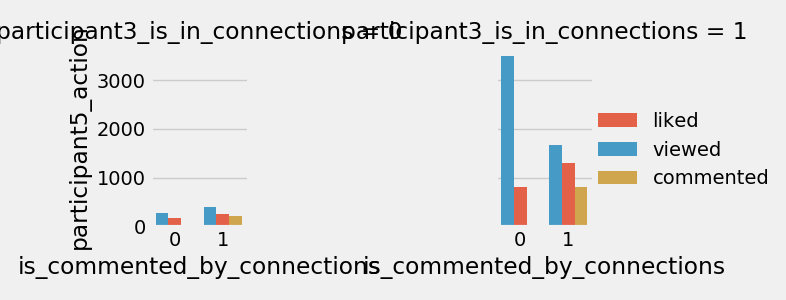 participant3_is_in_connections = 0
participant3_is_in_connections = 1
participant5_action
3000
2000
1000
0
0 1
0 1
is_commented_by_connections
is_commented_by_connections
liked
viewed
commented